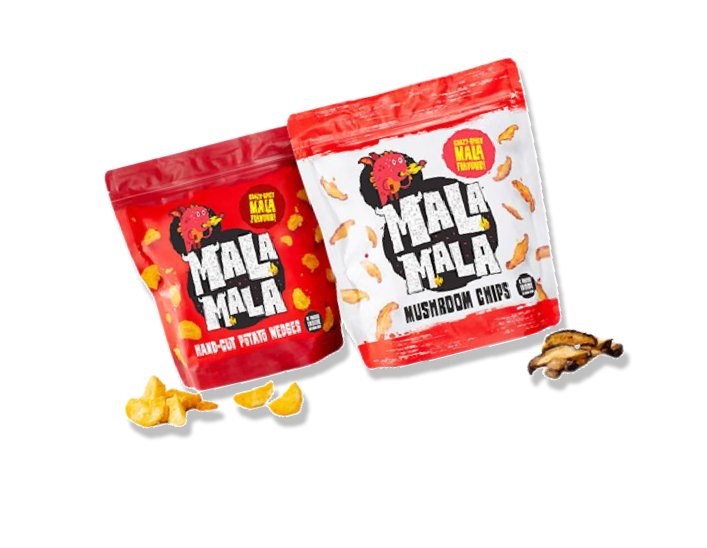 CRAZY-SPICY
MALA
FLAVOUR!
MALA
MALA
HAND-CUT POTATO WEDGES
CRAZY-SPICY
MALA
FLAVOUR!
MALA
MALA
MUSHROOM CHIPS